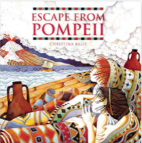 ESCAPE FROM
POMPEII
CHRISTINA BALIT